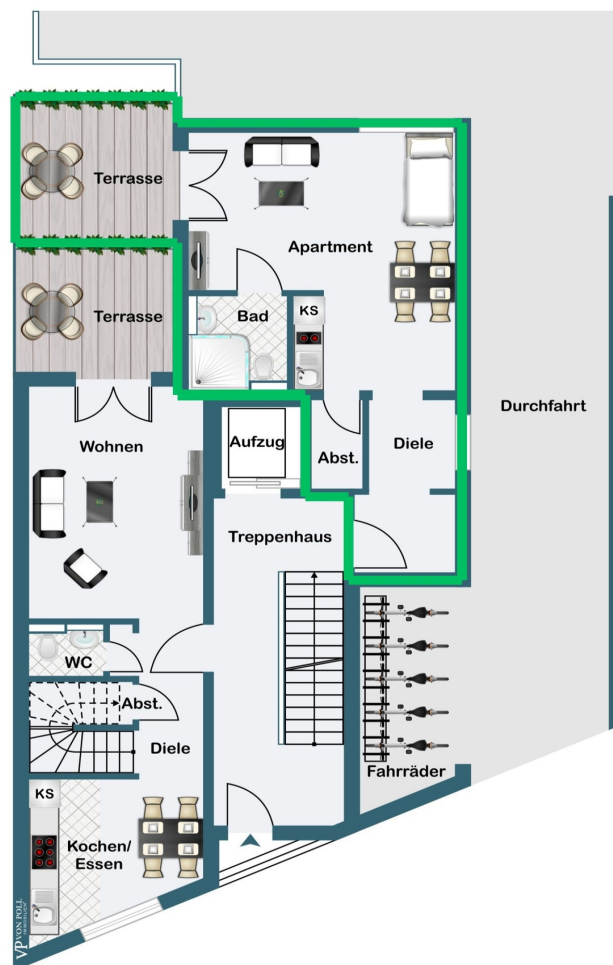 Terrasse
Apartment
Bad
KS
Terrasse
Durchfahrt
Wohnen
Aufzug
Abst.
Diele
Treppenhaus
WC
Abst.
Diele
Fahrräder
KS
Kochen/
Essen
VP VON POLL
IMMOBILIEN